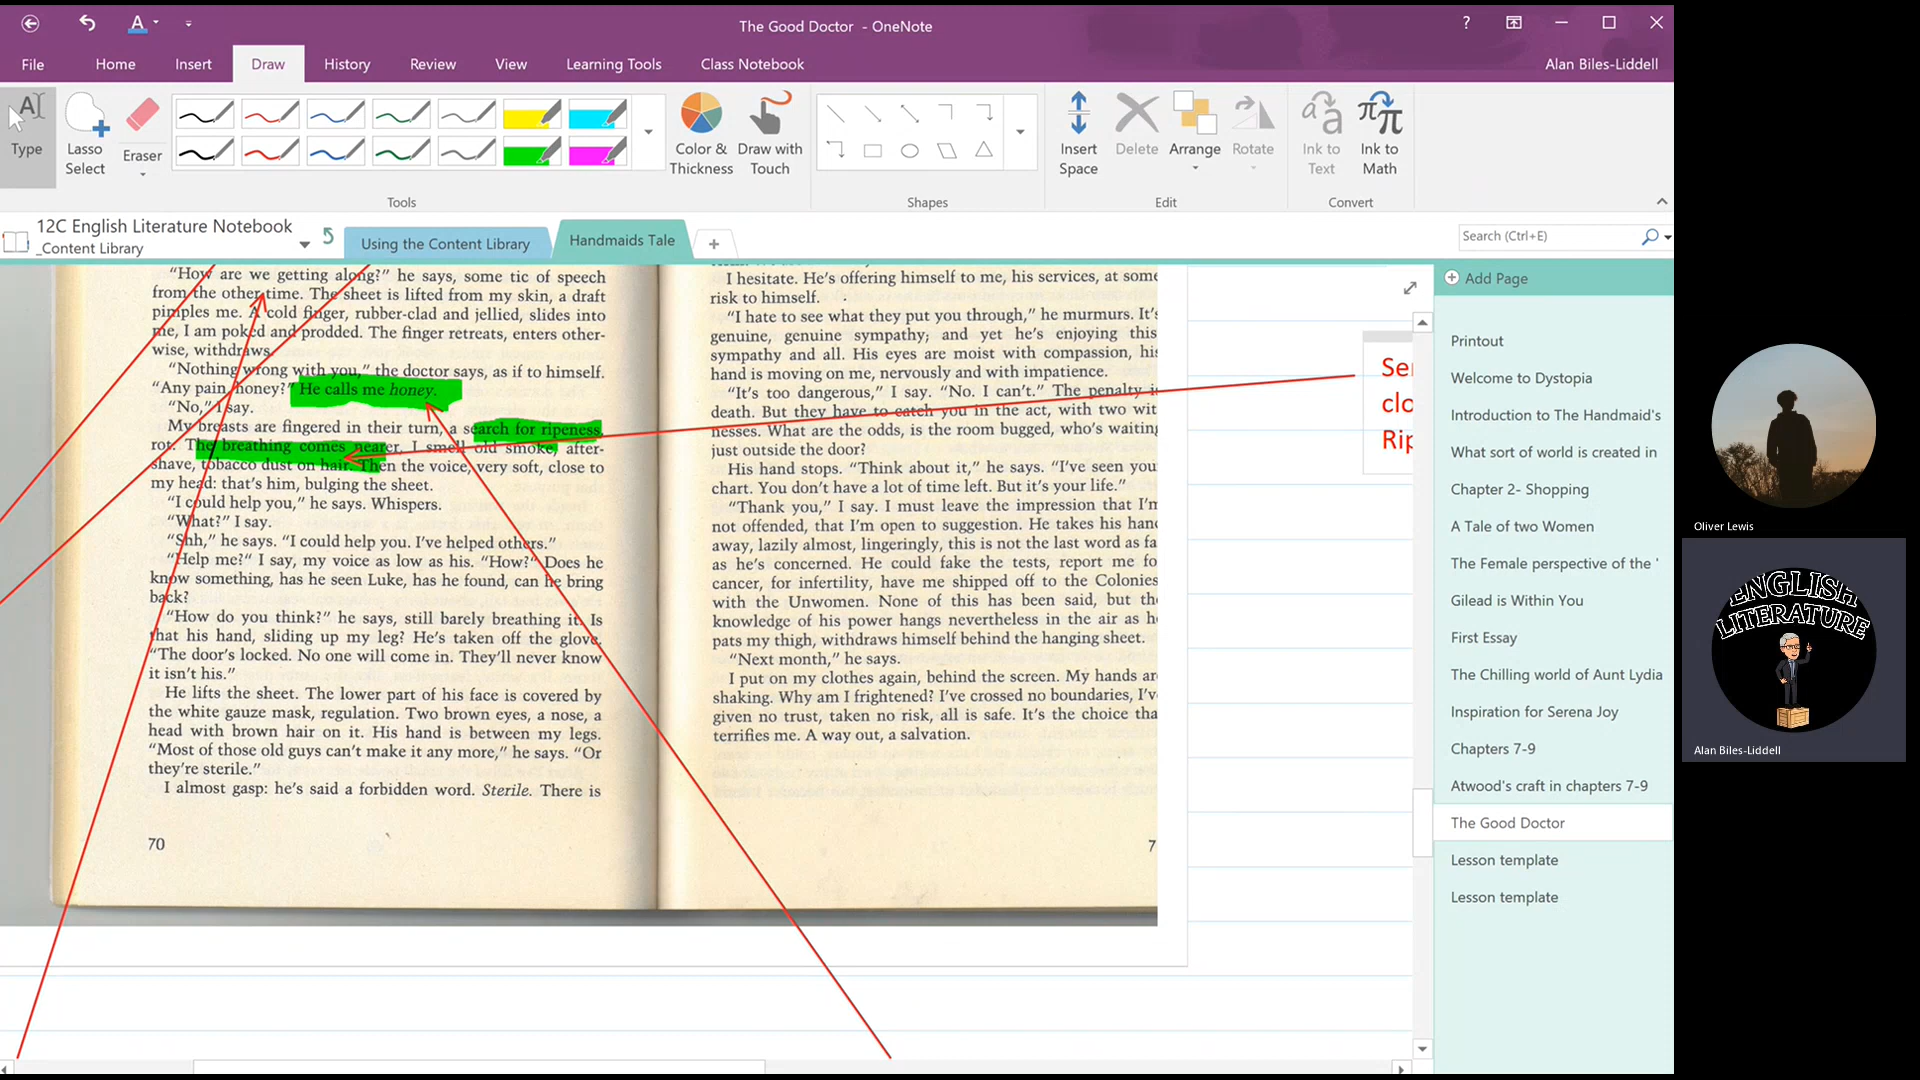 The Good Doctor - OneNote
?
File
Home
Insert
Draw
History
Review
View
Learning Tools
Class Notebook
Alan Biles-Liddell
Type
Lasso
Select
Eraser
Color &
Thickness
Draw with
Touch
Insert
Space
Delete
Arrange
Rotate
Ink to
Text
Ink to
Math
Tools
Shapes
Edit
Convert
12C English Literature Notebook
_Content Library
Using the Content Library
Handmaids Tale
Search (Ctrl+E)
“How are we getting along?” he says, some tic of speech
from the other time. The sheet is lifted from my skin, a draft
pimples me. A cold finger, rubber-clad and jellied, slides into
me, I am poked and prodded. The finger retreats, enters other-
wise, withdraws.
“Nothing wrong with you,” the doctor says, as if to himself.
“Any pain, honey?” He calls me honey.
“No,” I say.
My breasts are fingered in their turn, a search for ripeness,
rot. The breathing comes nearer, I smell old smoke, after-
shave, tobacco dust on hair. Then the voice, very soft, close to
my head: that’s him, bulging the sheet.
“I could help you,” he says. Whispers.
“What?” I say.
“Shh,” he says. “I could help you. I’ve helped others.”
“Help me?“ I say, my voice as low as his. “How?“ Does he
know something, has he seen Luke, has he found, can he bring
back?
“How do you think?” he says, still barely breathing it. Is
that his hand, sliding up my leg? He’s taken off the glove.
“The door’s locked. No one will come in. They’ll never know
it isn’t his.”
He lifts the sheet. The lower part of his face is covered by
the white gauze mask, regulation. Two brown eyes, a nose, a
head with brown hair on it. His hand is between my legs.
“Most of those old guys can’t make it any more,” he says. “Or
they’re sterile.”
I almost gasp: he’s said a forbidden word. Sterile. There is
70
I hesitate. He’s offering himself to me, his services, at some
risk to himself.
“I hate to see what they put you through,” he murmurs. It’s
genuine, genuine sympathy; and yet he’s enjoying this,
sympathy and all. His eyes are moist with compassion, his
hand is moving on me, nervously and with impatience.
“It’s too dangerous,” I say. “No. I can’t.” The penalty is
death. But they have to catch you in the act, with two wit
nesses. What are the odds, is the room bugged, who’s waiting
just outside the door?
His hand stops. “Think about it,” he says. “I’ve seen you
chart. You don’t have a lot of time left. But it’s your life.”
“Thank you,” I say. I must leave the impression that I’m
not offended, that I’m open to suggestion. He takes his hand
away, lazily almost, lingeringly, this is not the last word as fa
as he’s concerned. He could fake the tests, report me fo
cancer, for infertility, have me shipped off to the Colonies
with the Unwomen. None of this has been said, but the
knowledge of his power hangs nevertheless in the air as he
pats my thigh, withdraws himself behind the hanging sheet.
“Next month,” he says.
I put on my clothes again, behind the screen. My hands are
shaking. Why am I frightened? I’ve crossed no boundaries, I’v
given no trust, taken no risk, all is safe. It’s the choice tha
terrifies me. A way out, a salvation.
7
Se
clo
Rip
Add Page
Printout
Welcome to Dystopia
Introduction to The Handmaid's
What sort of world is created in
Chapter 2- Shopping
A Tale of two Women
The Female perspective of the '
Gilead is Within You
First Essay
The Chilling world of Aunt Lydia
Inspiration for Serena Joy
Chapters 7-9
Atwood's craft in chapters 7-9
The Good Doctor
Lesson template
Lesson template
Oliver Lewis
ENGLISH
LITERATURE
Alan Biles-Liddell